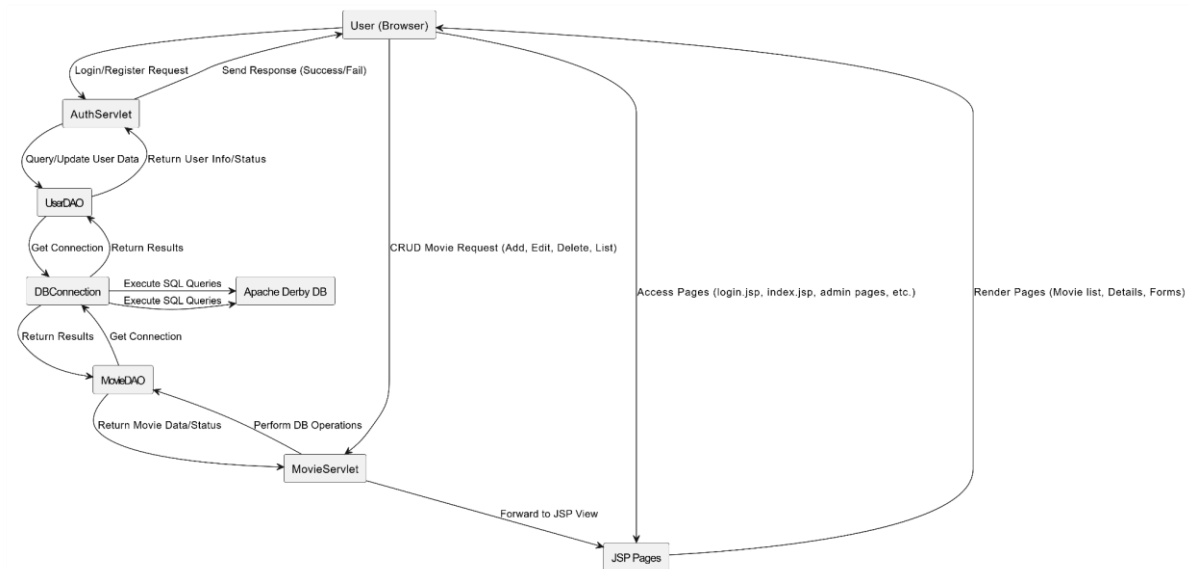 User (Browser)
Login/Register Request
Send Response (Success/Fail)
AuthServlet
Query/Update User Data
Return User Info/Status
UserDAO
Get Connection
Return Results
CRUD Movie Request (Add, Edit, Delete, List)
DBConnection
Execute SQL Queries
Execute SQL Queries
Apache Derby DB
Access Pages (login.jsp, index.jsp, admin pages, etc.)
Render Pages (Movie list, Details, Forms)
Return Results
Get Connection
MovieDAO
Return Movie Data/Status
Perform DB Operations
MovieServlet
Forward to JSP View
JSP Pages